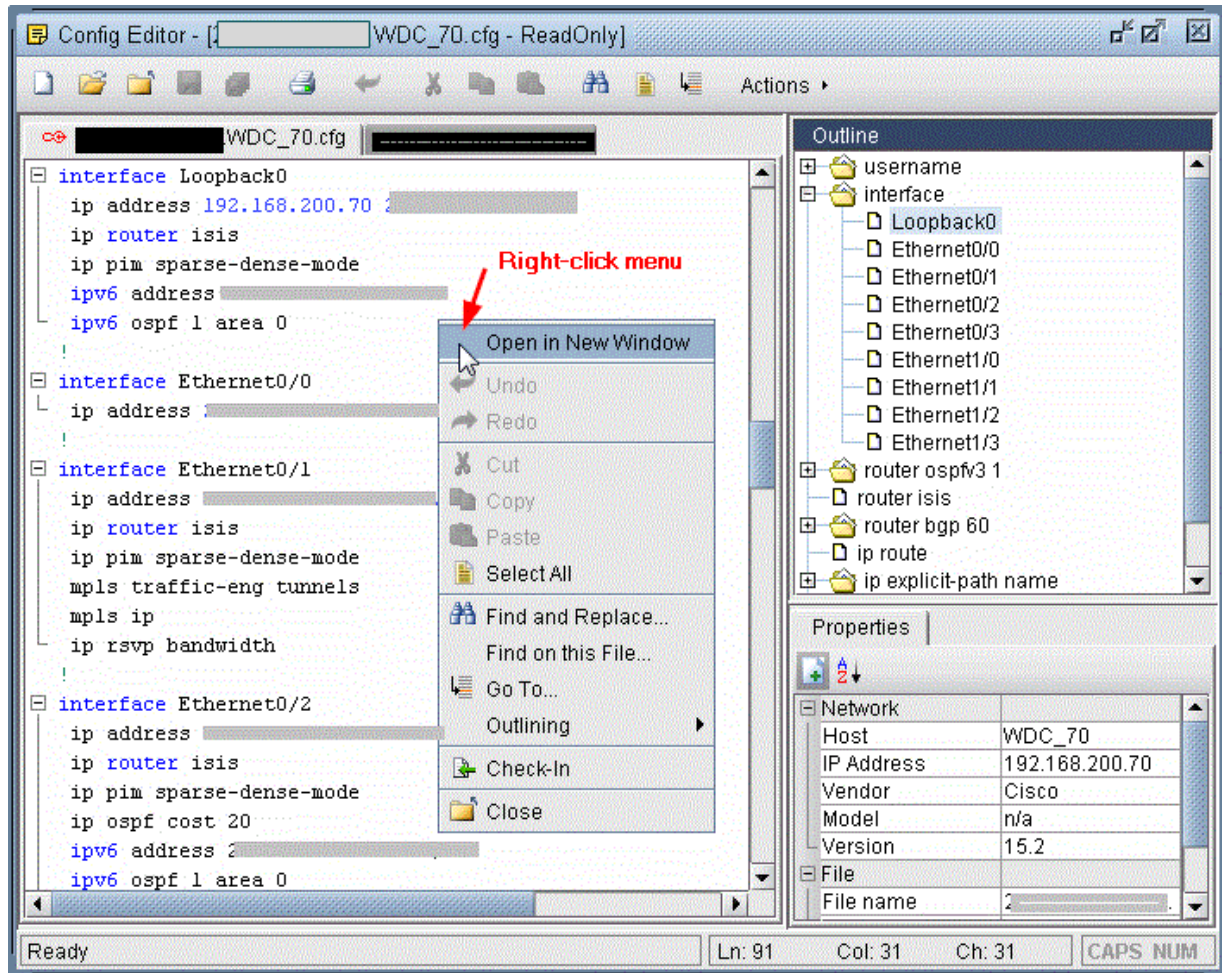 Config Editor - [ WDC_70.cfg - ReadOnly]
Actions
WDC_70.cfg
interface Loopback0
ip address 192.168.200.70
ip router isis
ip pim sparse-dense-mode
ipv6 address
ipv6 ospf 1 area 0
!
interface Ethernet0/0
ip address
!
interface Ethernet0/1
ip address
ip router isis
ip pim sparse-dense-mode
mpls traffic-eng tunnels
mpls ip
ip rsvp bandwidth
!
interface Ethernet0/2
ip address
ip router isis
ip pim sparse-dense-mode
ip ospf cost 20
ipv6 address 2
ipv6 ospf 1 area 0
Right-click menu
Open in New Window
Undo
Redo
Cut
Copy
Paste
Select All
Find and Replace...
Find on this File...
Go To...
Outlining
Check-In
Close
Outline
username
interface
Loopback0
Ethernet0/0
Ethernet0/1
Ethernet0/2
Ethernet0/3
Ethernet1/0
Ethernet1/1
Ethernet1/2
Ethernet1/3
router ospfv3 1
router isis
router bgp 60
ip route
ip explicit-path name
Properties
Network
Host WDC_70
IP Address 192.168.200.70
Vendor Cisco
Model n/a
Version 15.2
File
File name
Ready Ln: 91 Col: 31 Ch: 31 CAPS NUM